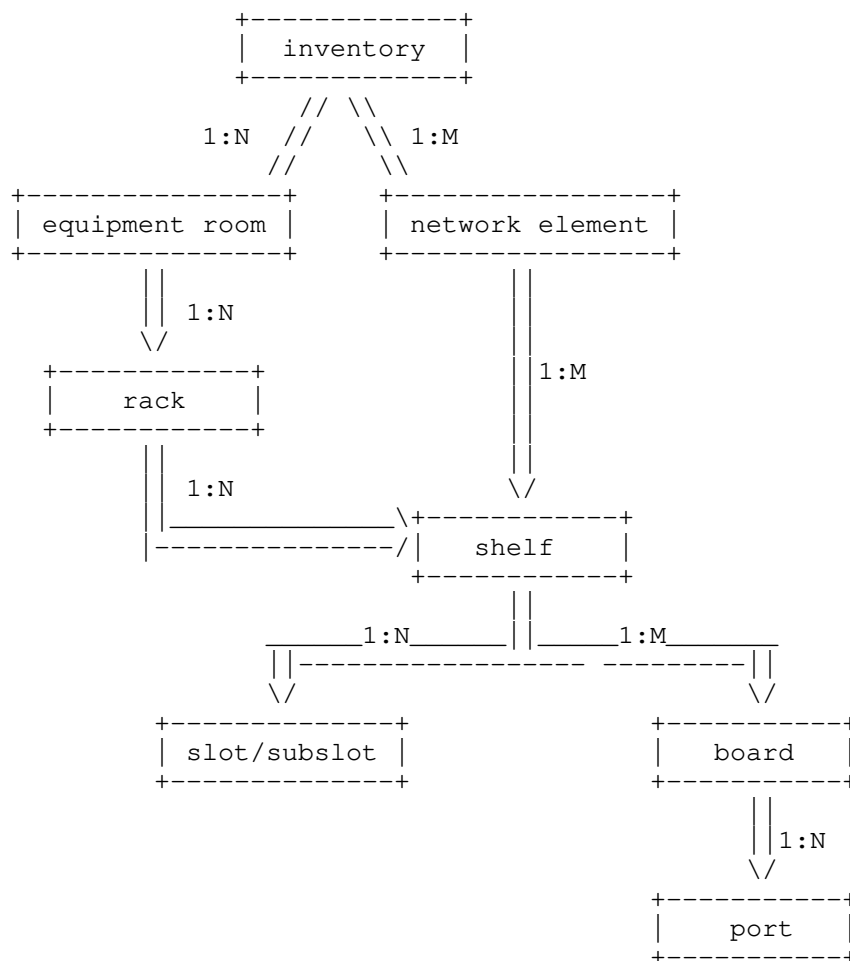 inventory
1:N 1:M
equipment room network element
1:N
1:M
rack
1:N
shelf
1:N 1:M
slot/subslot board
1:N
port